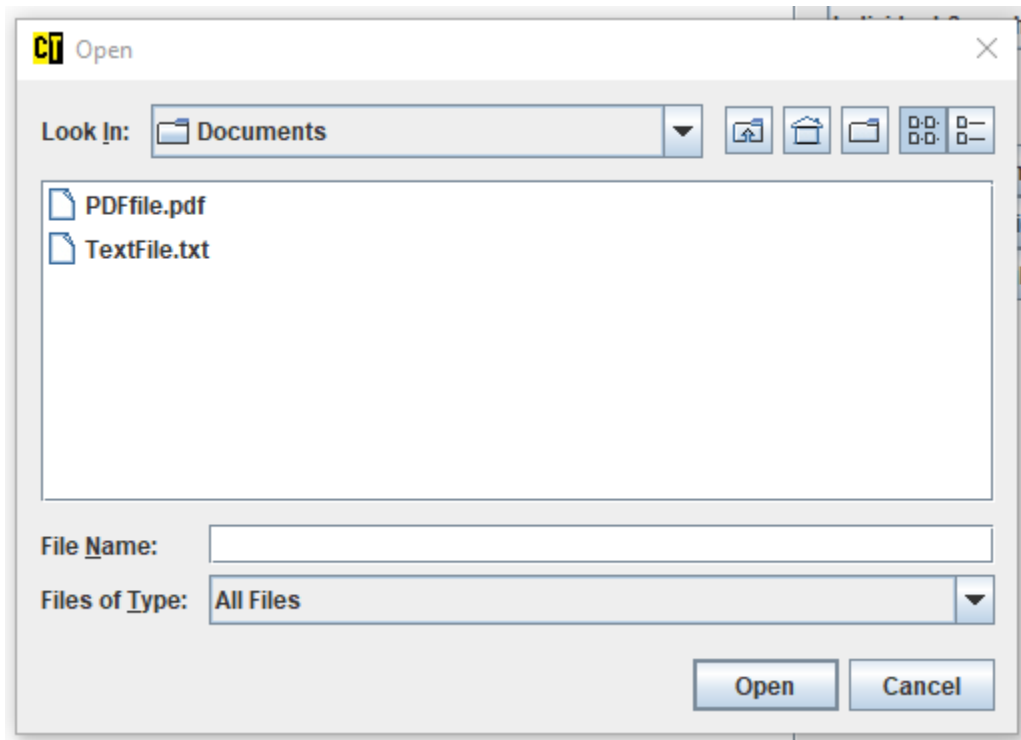 CT Open
Look In: Documents
PDFfile.pdf
TextFile.txt
File Name:
Files of Type: All Files
Open Cancel